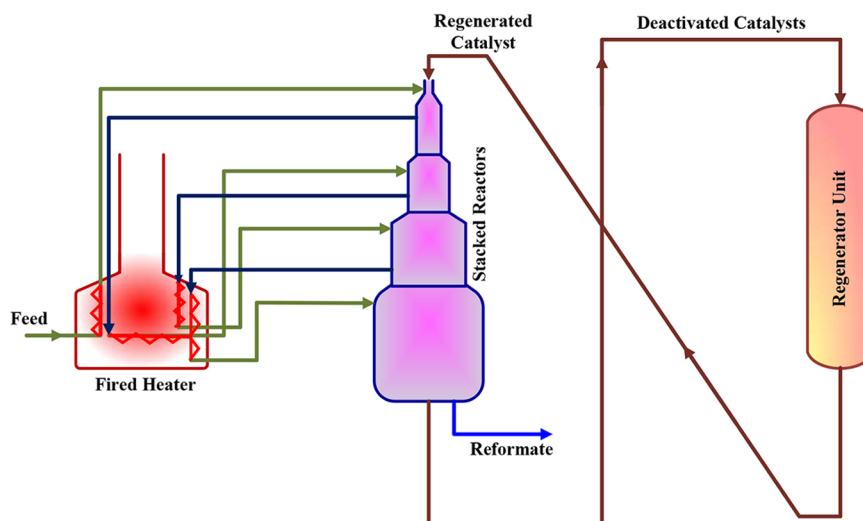 Regenerated
Catalyst
Deactivated Catalysts
Stacked Reactors
Regenerator Unit
Feed
Fired Heater
Reformate